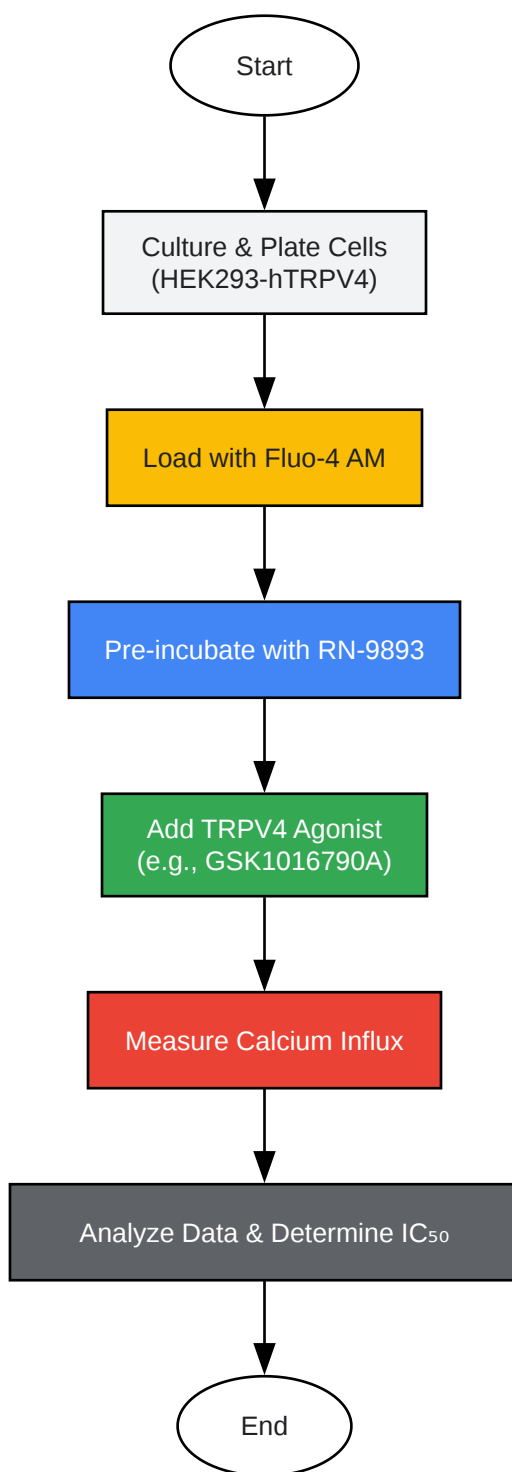 Start
Culture & Plate Cells
(HEK293-hTRPV4)
Load with Fluo-4 AM
Pre-incubate with RN-9893
Add TRPV4 Agonist
(e.g., GSK1016790A)
Measure Calcium Influx
Analyze Data & Determine IC₅₀
End